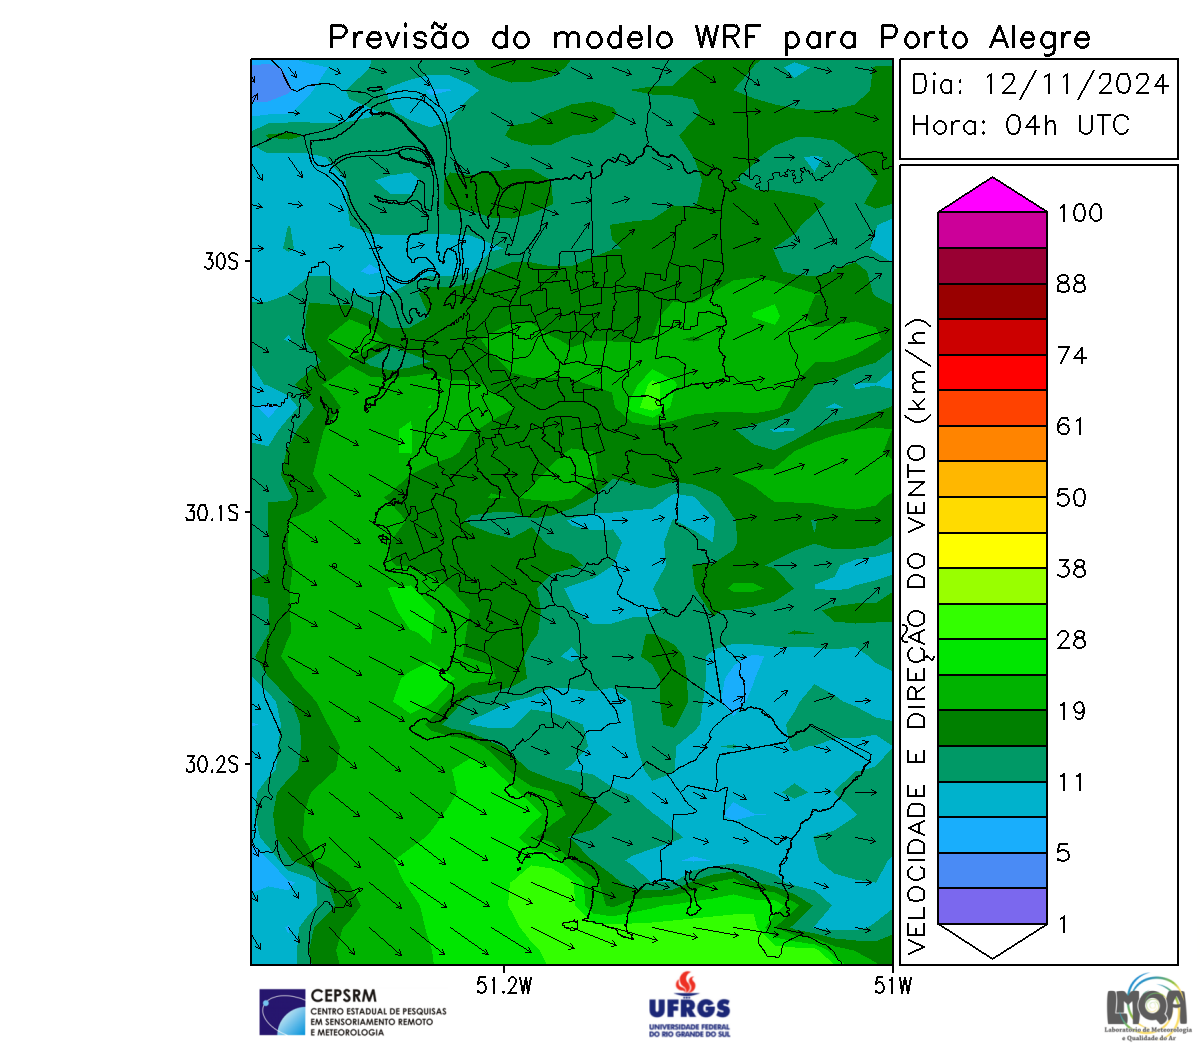 Previsão do modelo WRF para Porto Alegre
Dia: 12/11/2024
Hora: 04h UTC
30S
30.1S
30.2S
51.2W
51W
VELOCIDADE E DIREÇÃO DO VENTO (km/h)
100
88
74
61
50
38
28
19
11
5
1
CEPSRM
CENTRO ESTADUAL DE PESQUISAS
EM SENSORIAMENTO REMOTO
E METEOROLOGIA
UFRGS
UNIVERSIDADE FEDERAL
DO RIO GRANDE DO SUL
LMQA
Laboratório de Meteorologia
e Qualidade do Ar